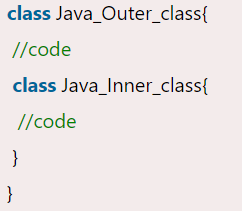 class Java_Outer_class{
//code
class Java_Inner_class{
//code
}
}